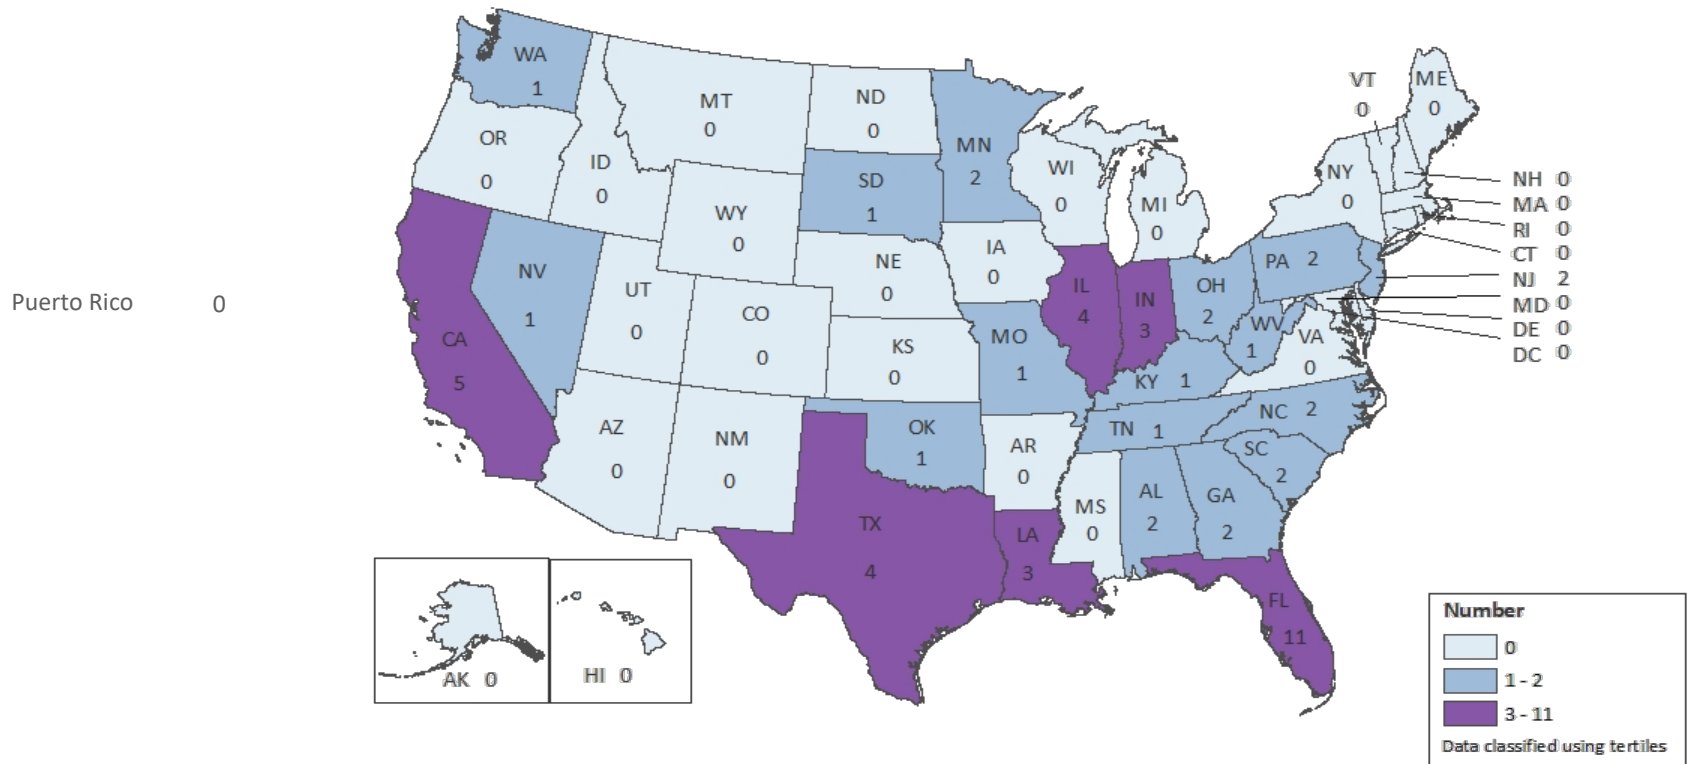 WA
1
MT
0
ND
0
MN
2
VT
0
ME
0
OR
0
ID
0
SD
1
WI
0
MI
0
NY
0
NH 0
MA 0
RI 0
CT 0
NJ 2
MD 0
DE 0
DC 0
WY
0
NV
1
UT
0
CO
0
NE
0
IA
0
IL
4
IN
3
OH
2
PA 2
WV
1
VA
0
Puerto Rico 0
CA
5
KS
0
MO
1
KY 1
AZ
0
NM
0
OK
1
AR
0
TN 1
NC 2
SC
2
TX
4
LA
3
MS
0
AL
2
GA
2
FL
11
AK 0
HI 0
Number
0
1 - 2
3 - 11
Data classified using tertiles